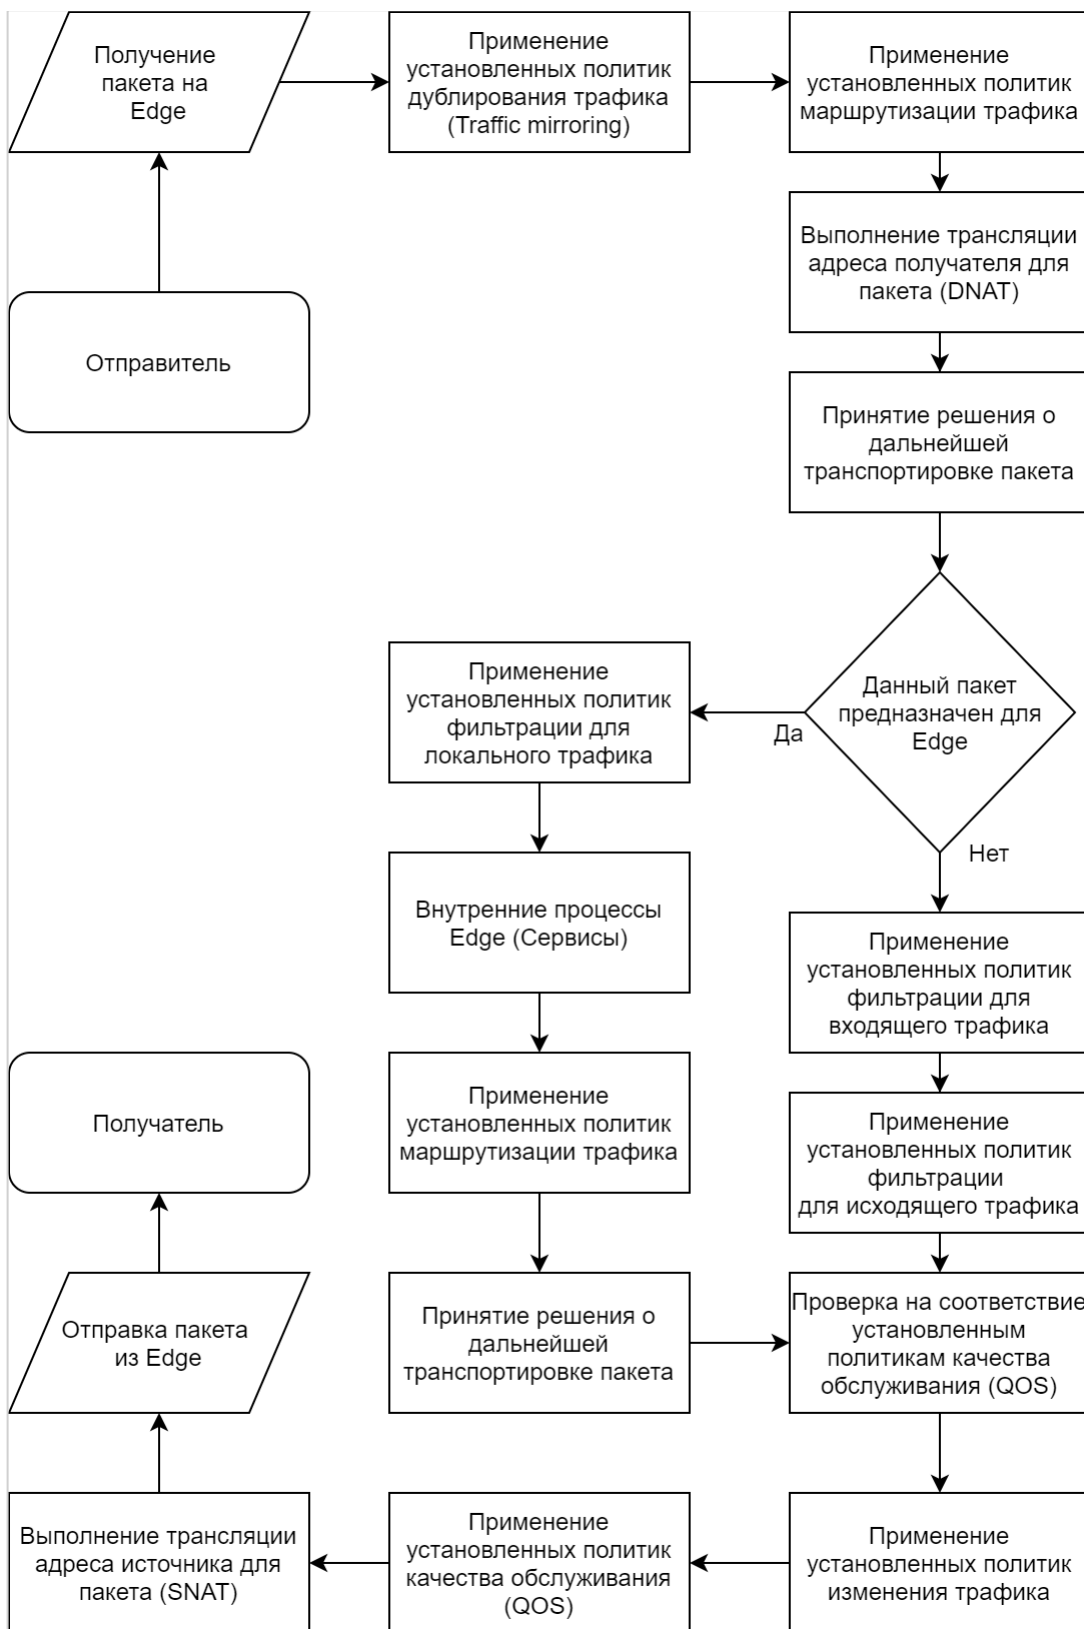 Получение
пакета на
Edge
Применение
установленных политик
дублирования трафика
(Traffic mirroring)
Применение
установленных политик
маршрутизации трафика
Выполнение трансляции
адреса получателя для
пакета (DNAT)
Отправитель
Принятие решения о
дальнейшей
транспортировке пакета
Данный пакет
предназначен для
Edge
Да
Нет
Применение
установленных политик
фильтрации для
локального трафика
Внутренние процессы
Edge (Сервисы)
Применение
установленных политик
фильтрации для
входящего трафика
Получатель
Применение
установленных политик
маршрутизации трафика
Применение
установленных политик
фильтрации
для исходящего трафика
Отправка пакета
из Edge
Принятие решения о
дальнейшей
транспортировке пакета
Проверка на соответствие
установленным
политикам качества
обслуживания (QOS)
Выполнение трансляции
адреса источника для
пакета (SNAT)
Применение
установленных политик
качества обслуживания
(QOS)
Применение
установленных политик
изменения трафика